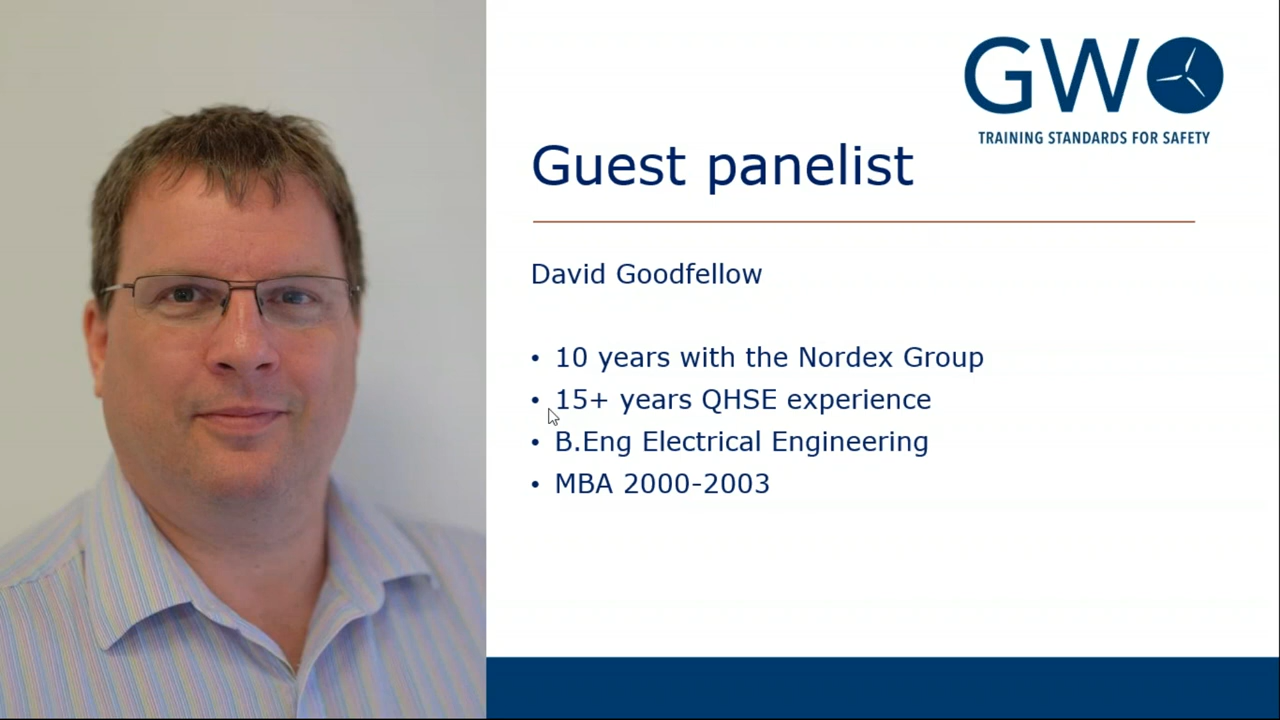 GWO
TRAINING STANDARDS FOR SAFETY
Guest panelist
David Goodfellow
• 10 years with the Nordex Group
• 15+ years QHSE experience
• B.Eng Electrical Engineering
• MBA 2000-2003